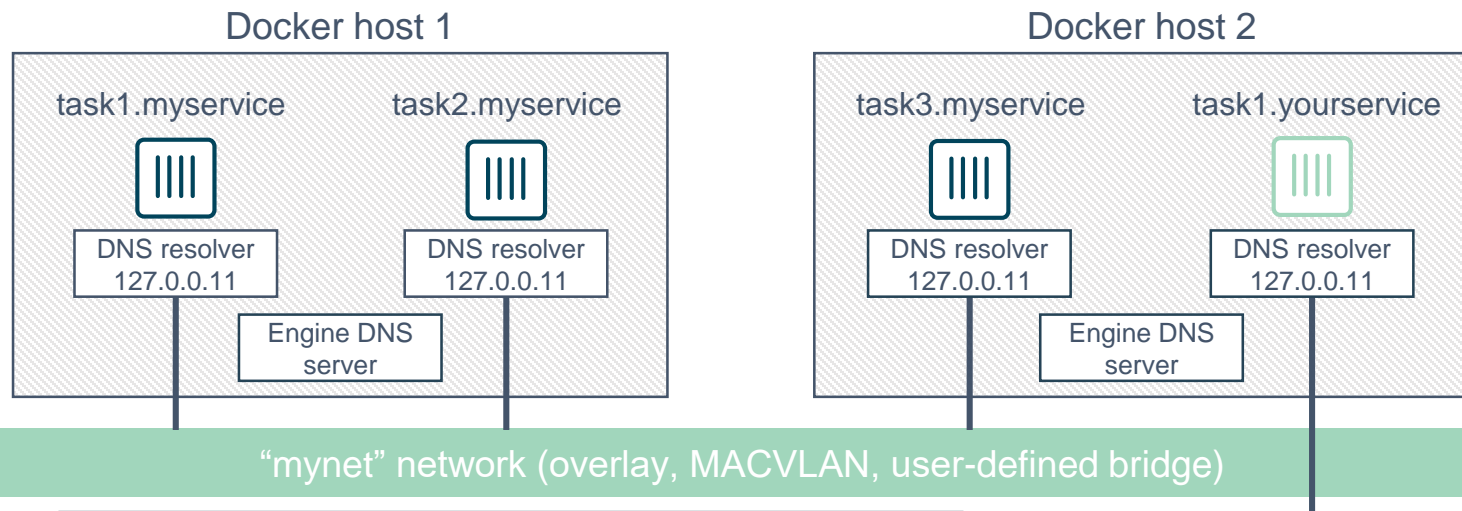 Docker host 1
Docker host 2
task1.myservice
task2.myservice
task3.myservice
task1.yourservice
DNS resolver
127.0.0.11
DNS resolver
127.0.0.11
DNS resolver
127.0.0.11
DNS resolver
127.0.0.11
Engine DNS
server
Engine DNS
server
“mynet” network (overlay, MACVLAN, user-defined bridge)